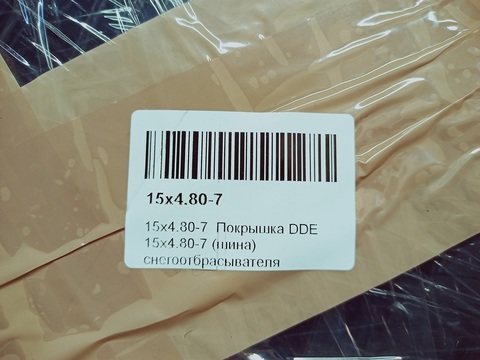 15x4.80-7
15x4.80-7 Покрышка DDE
15x4.80-7 (шина)
снегоотбрасывателя